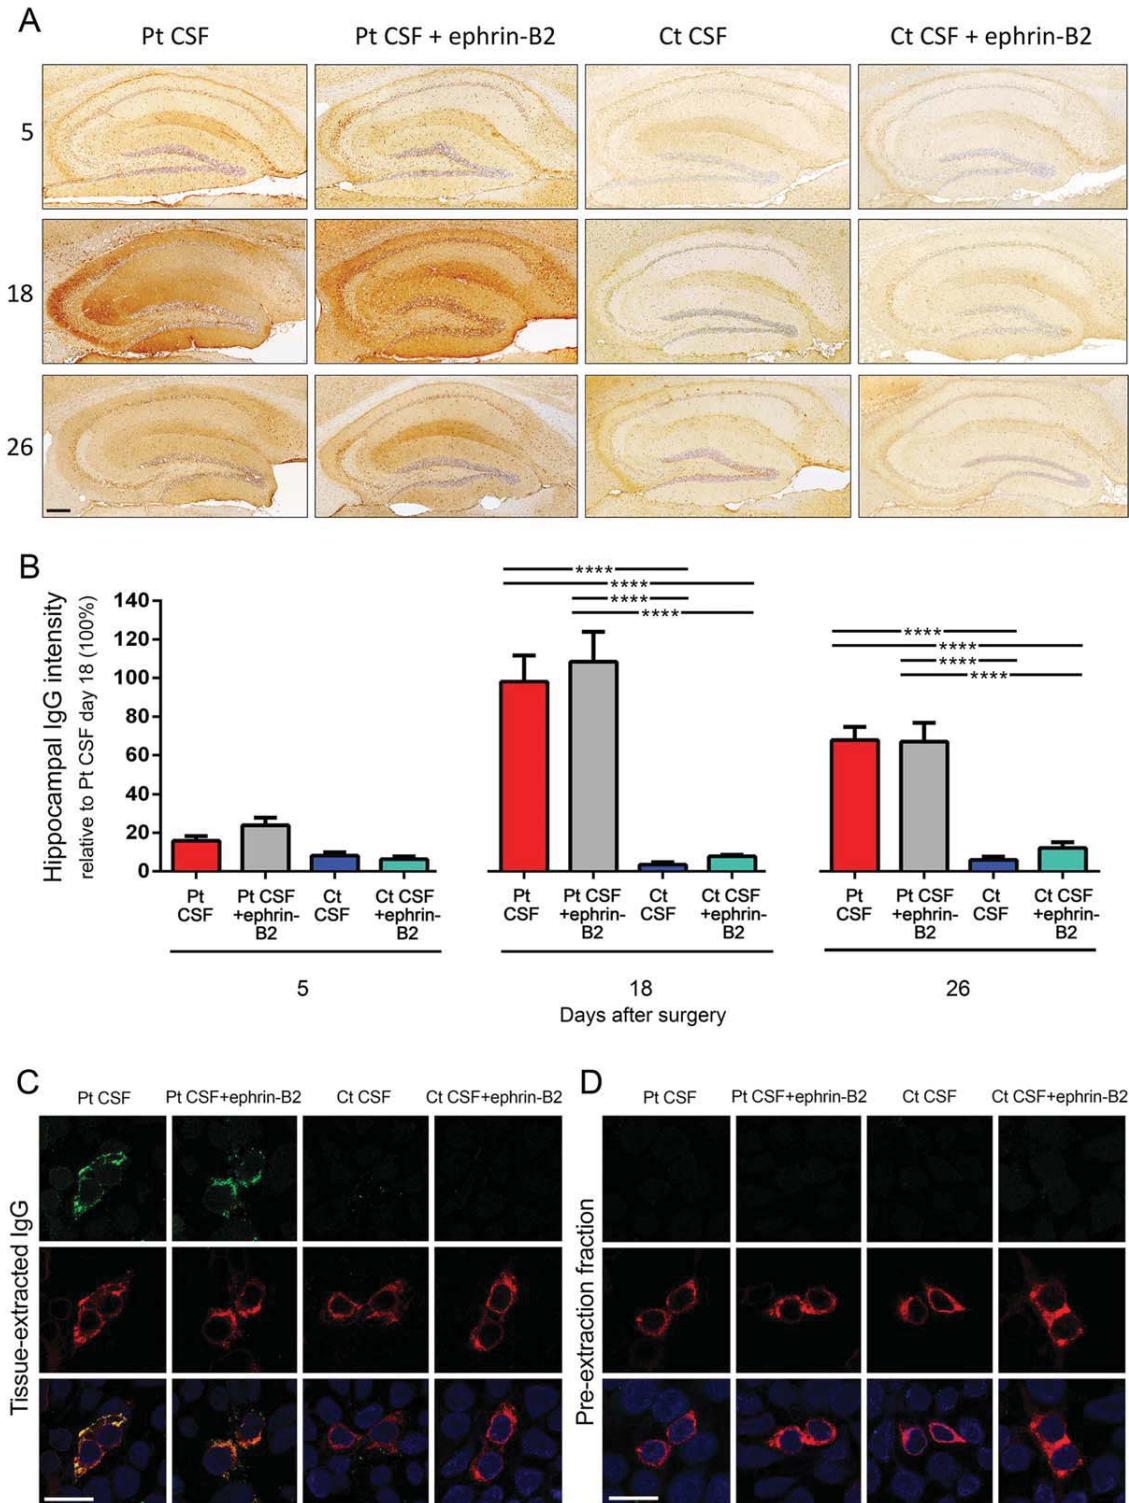 A
Pt CSF Pt CSF + ephrin-B2 Ct CSF Ct CSF + ephrin-B2
5
18
26
B
Hippocampal IgG intensity
relative to Pt CSF day 18 (100%)
140
120
100
80
60
40
20
0
****
****
****
****
****
****
****
****
Pt CSF
Pt CSF +ephrin-B2
Ct CSF
Ct CSF +ephrin-B2
Pt CSF
Pt CSF +ephrin-B2
Ct CSF
Ct CSF +ephrin-B2
Pt CSF
Pt CSF +ephrin-B2
Ct CSF
Ct CSF +ephrin-B2
5 18 26
Days after surgery
C
Pt CSF Pt CSF+ephrin-B2 Ct CSF Ct CSF+ephrin-B2
Tissue-extracted IgG
D
Pt CSF Pt CSF+ephrin-B2 Ct CSF Ct CSF+ephrin-B2
Pre-extraction fraction